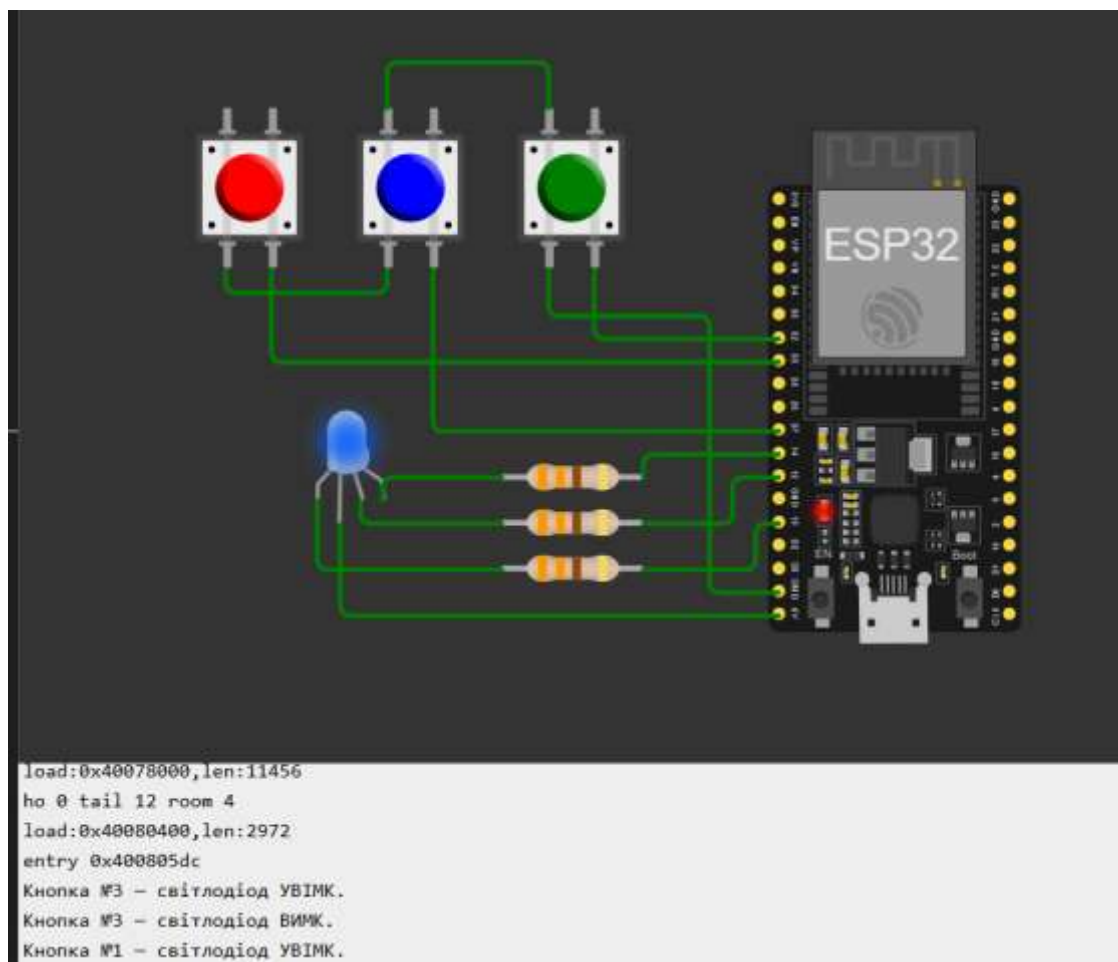 ESP32
EN
Boot
load:0x40078000,len:11456
ho 0 tail 12 room 4
load:0x40080400,len:2972
entry 0x400805dc
Кнопка №3 – світлодіод УВІМК.
Кнопка №3 – світлодіод ВИМК.
Кнопка №1 – світлодіод УВІМК.